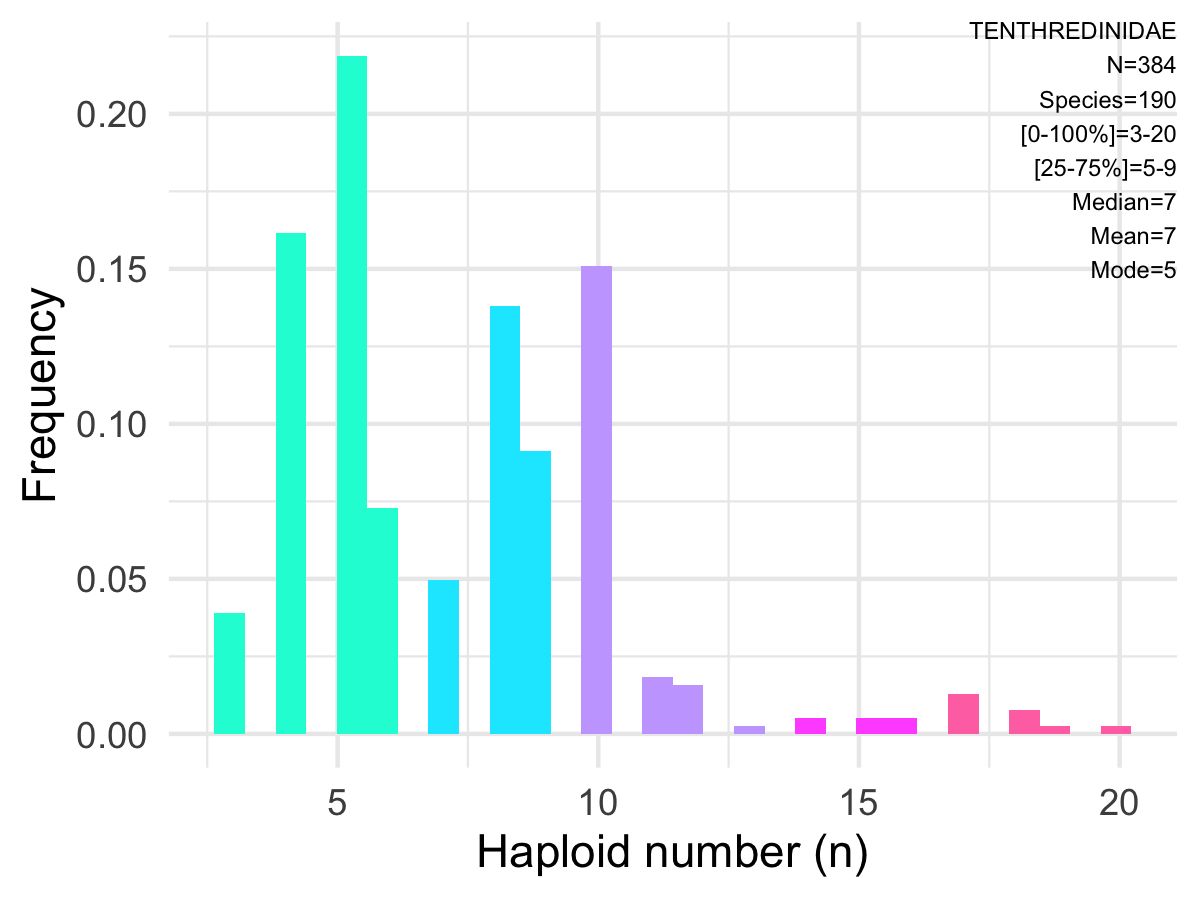 TENTHREDINIDAE
N=384
Species=190
[0-100%]=3-20
[25-75%]=5-9
Median=7
Mean=7
Mode=5
Frequency
0.20
0.15
0.10
0.05
0.00
5 10 15 20
Haploid number (n)